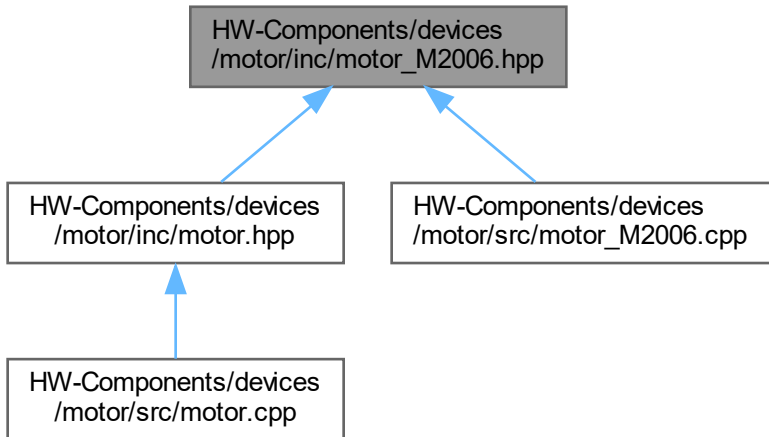 HW-Components/devices
/motor/inc/motor_M2006.hpp
HW-Components/devices
/motor/inc/motor.hpp
HW-Components/devices
/motor/src/motor_M2006.cpp
HW-Components/devices
/motor/src/motor.cpp